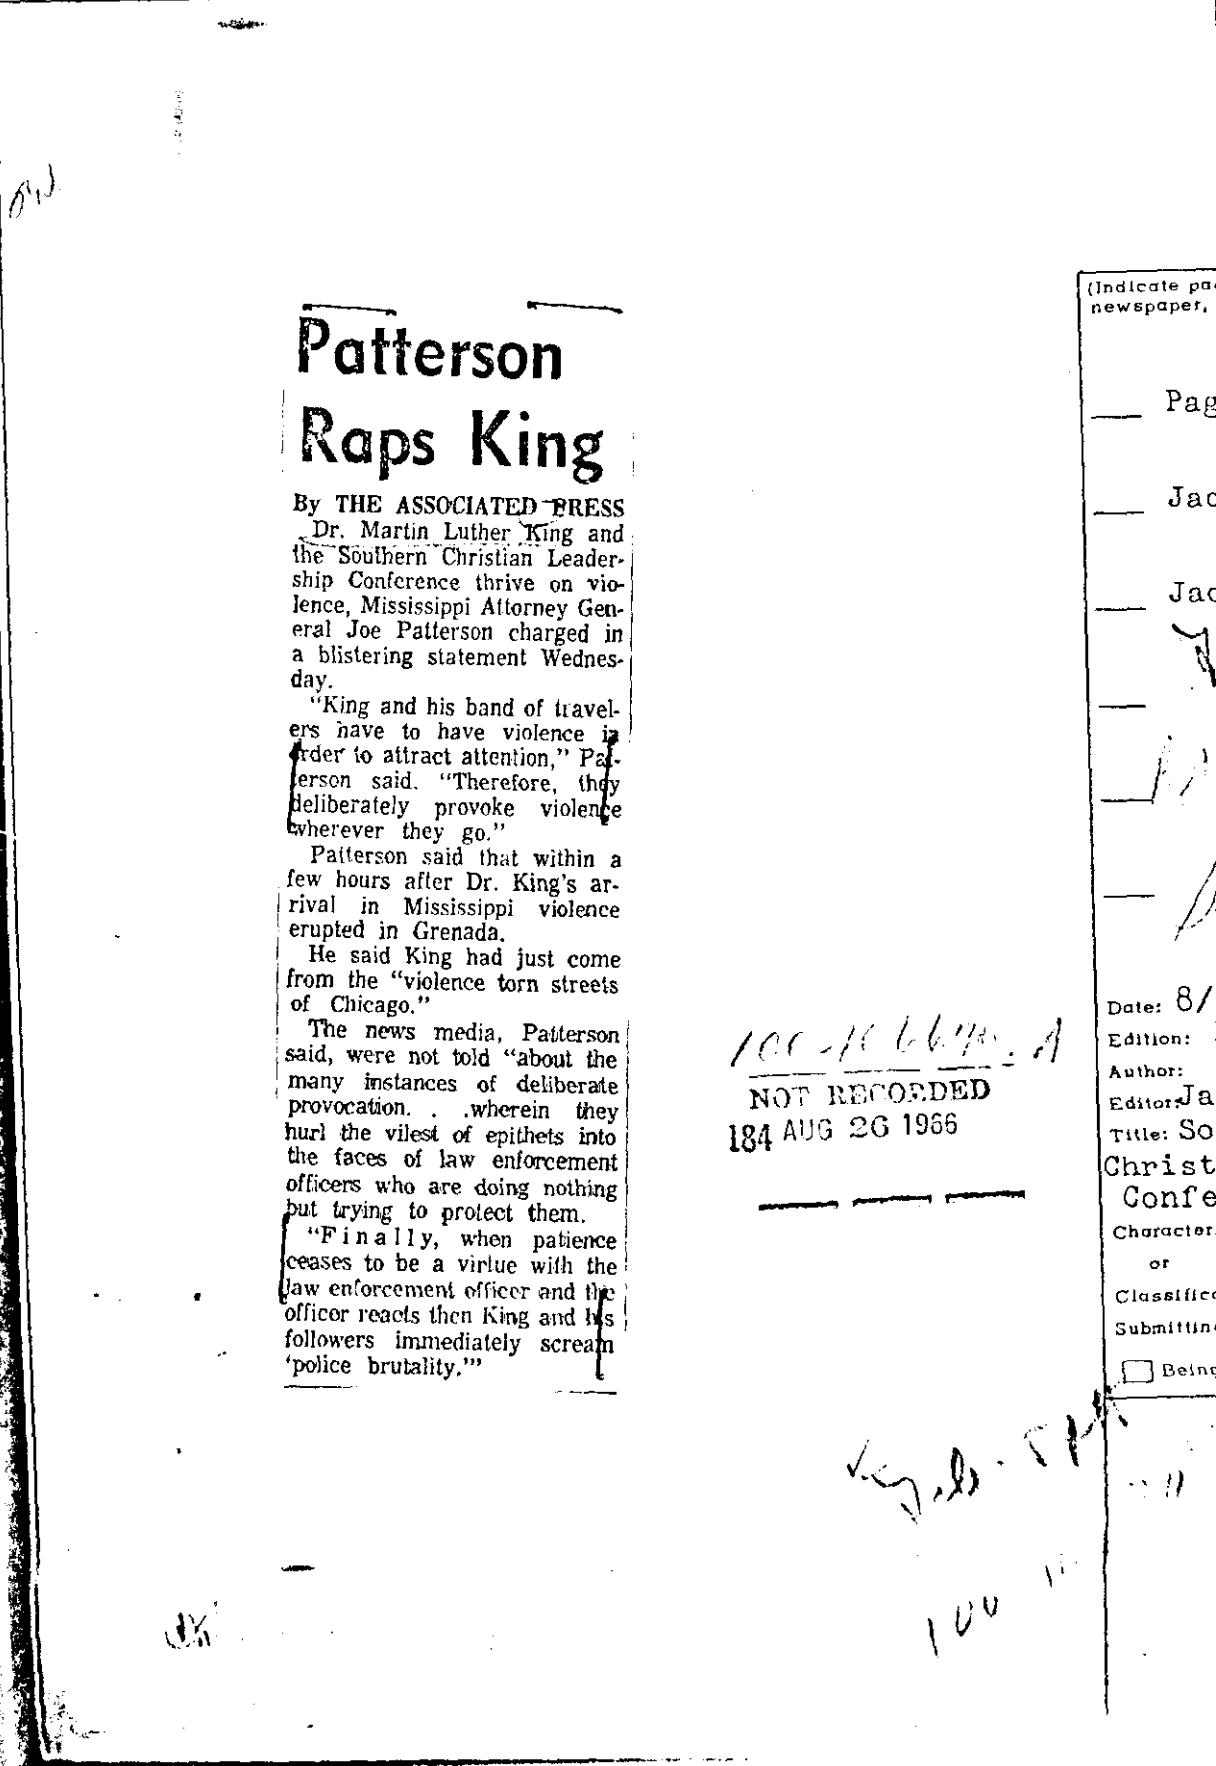 Patterson
Raps King
By THE ASSOCIATED PRESS
Dr. Martin Luther King and
the Southern Christian Leader-
ship Conference thrive on vio-
lence, Mississippi Attorney Gen-
eral Joe Patterson charged in
a blistering statement Wednes-
day.
"King and his band of travel-
ers have to have violence in
order to attract attention," Pat-
terson said. "Therefore, they
deliberately provoke violence
wherever they go."
Patterson said that within a
few hours after Dr. King's ar-
rival in Mississippi violence
erupted in Grenada.
He said King had just come
from the "violence torn streets
of Chicago."
The news media, Patterson
said, were not told "about the
many instances of deliberate
provocation. . .wherein they
hurl the vilest of epithets into
the faces of law enforcement
officers who are doing nothing
but trying to protect them.
"Finally, when patience
ceases to be a virtue with the
law enforcement officer and the
officer reacts then King and his
followers immediately scream
'police brutality.'"
NOT RECORDED
184 AUG 26 1966
(Indicate pa
newspaper,
Pag
Jac
Jac
Date: 8/
Edition:
Author:
Editor: Ja
Title: So
Christ
Confe
Character
or
Classific
Submittin
Being
100